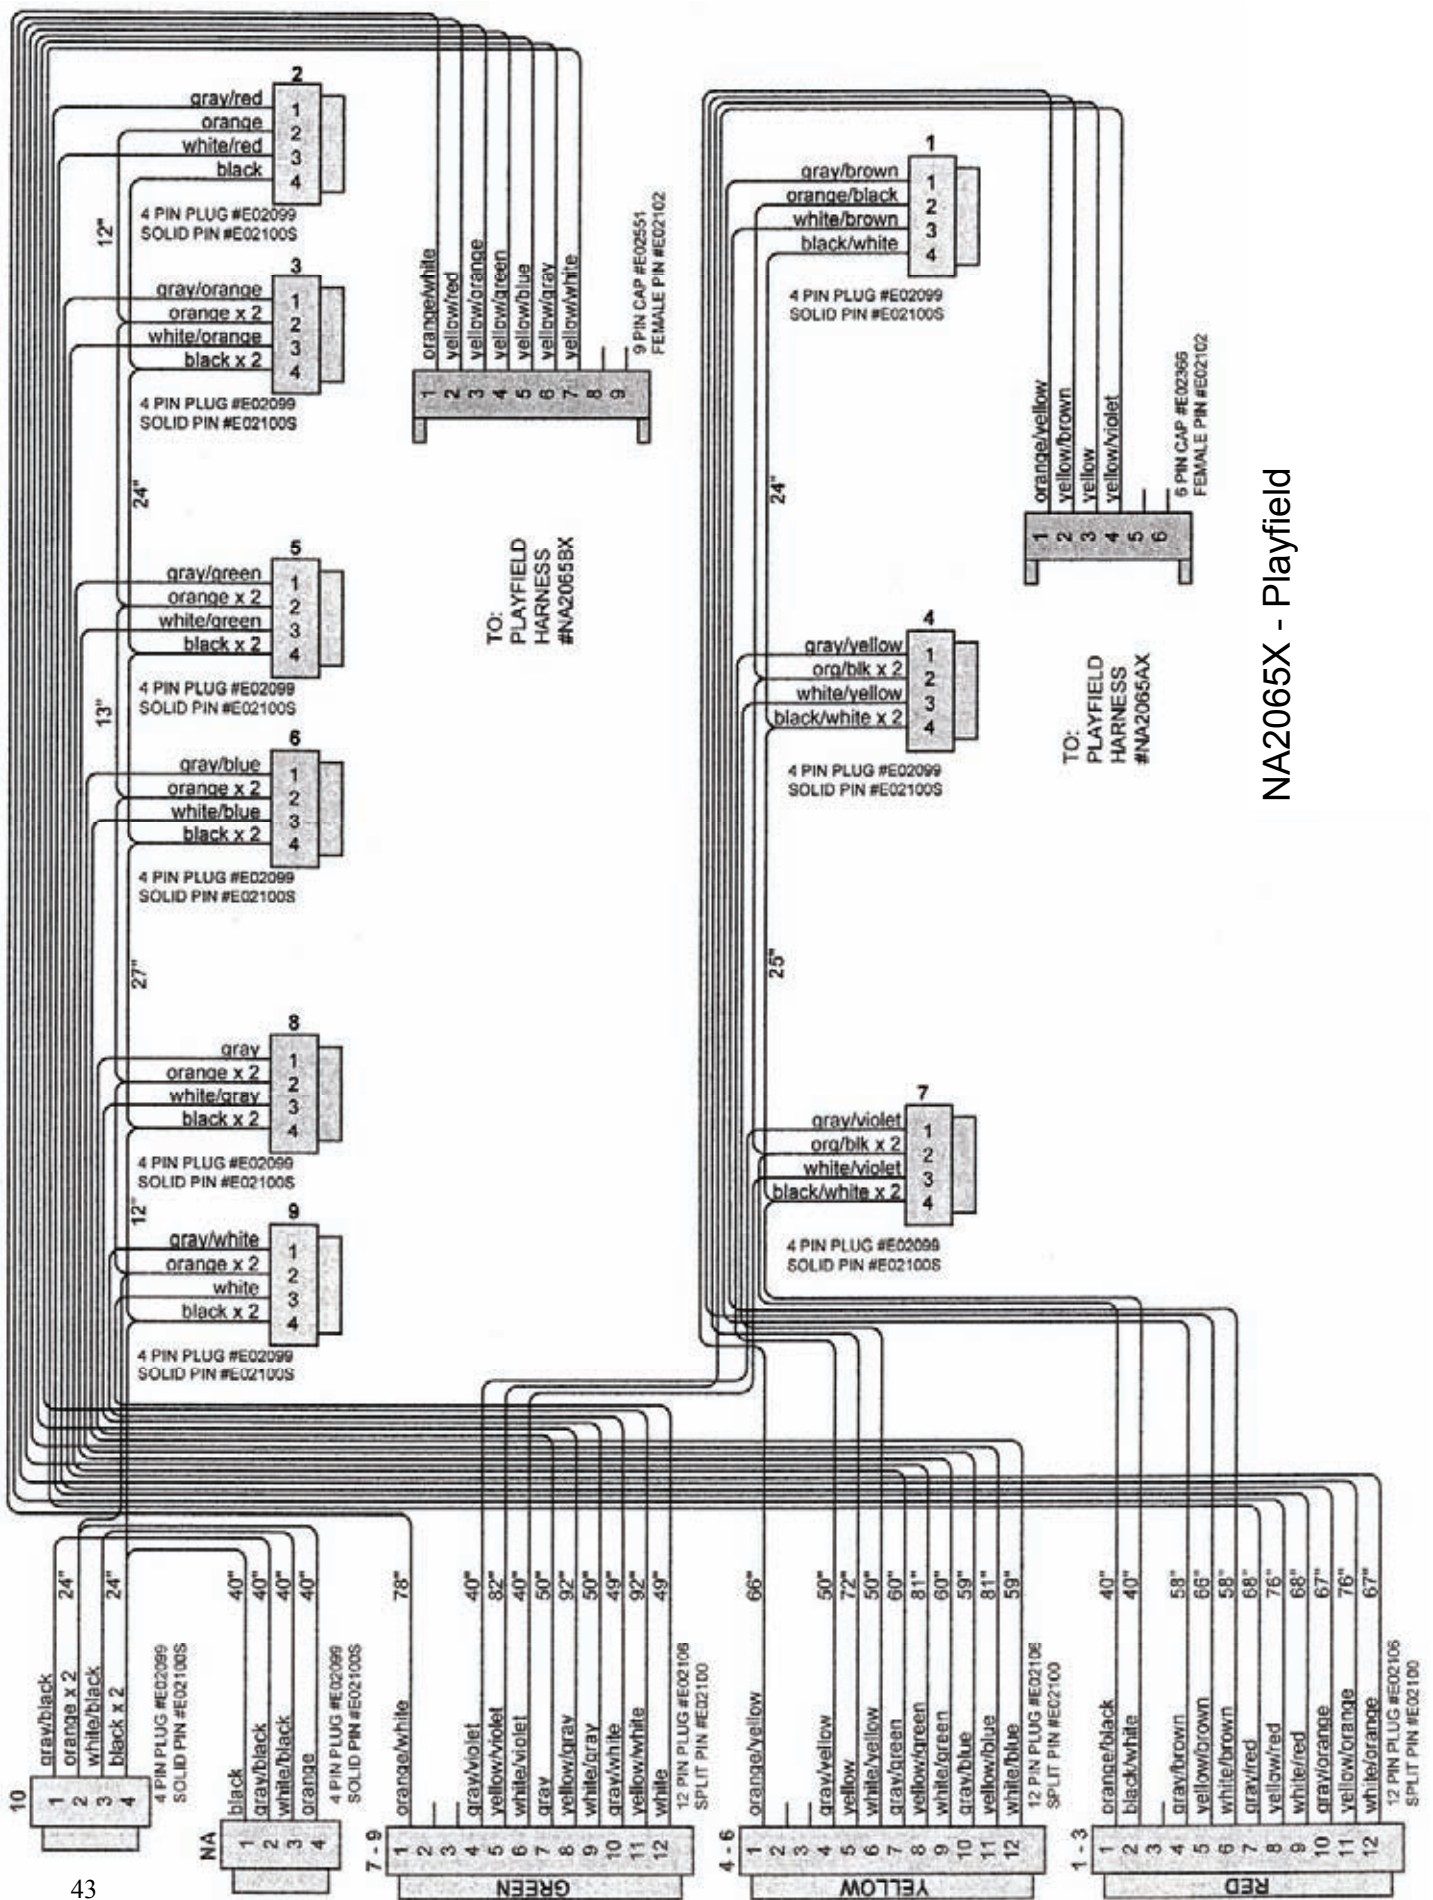 2
gray/red
orange
white/red
black
1
2
3
4
4 PIN PLUG #E02099
SOLID PIN #E02100S
12"
3
gray/orange
orange x 2
white/orange
black x 2
1
2
3
4
4 PIN PLUG #E02099
SOLID PIN #E02100S
24"
5
gray/green
orange x 2
white/green
black x 2
1
2
3
4
4 PIN PLUG #E02099
SOLID PIN #E02100S
13"
6
gray/blue
orange x 2
white/blue
black x 2
1
2
3
4
4 PIN PLUG #E02099
SOLID PIN #E02100S
27"
8
gray
orange x 2
white/gray
black x 2
1
2
3
4
4 PIN PLUG #E02099
SOLID PIN #E02100S
12"
9
gray/white
orange x 2
white
black x 2
1
2
3
4
4 PIN PLUG #E02099
SOLID PIN #E02100S
orange/white
yellow/red
yellow/orange
yellow/green
yellow/blue
yellow/gray
yellow/white
1
2
3
4
5
6
7
8
9
9 PIN CAP #E02551
FEMALE PIN #E02102
TO:
PLAYFIELD
HARNESS
#NA2065BX
1
gray/brown
orange/black
white/brown
black/white
1
2
3
4
4 PIN PLUG #E02099
SOLID PIN #E02100S
24"
4
gray/yellow
org/blk x 2
white/yellow
black/white x 2
1
2
3
4
4 PIN PLUG #E02099
SOLID PIN #E02100S
25"
7
gray/violet
org/blk x 2
white/violet
black/white x 2
1
2
3
4
4 PIN PLUG #E02099
SOLID PIN #E02100S
orange/yellow
yellow/brown
yellow
yellow/violet
1
2
3
4
5
6
6 PIN CAP #E02366
FEMALE PIN #E02102
TO:
PLAYFIELD
HARNESS
#NA2065AX
NA2065X - Playfield
10
1 gray/black
2 orange x 2 24"
3 white/black
4 black x 2 24"
4 PIN PLUG #E02099
SOLID PIN #E02100S
NA
1 black 40"
2 gray/black 40"
3 white/black 40"
4 orange 40"
4 PIN PLUG #E02099
SOLID PIN #E02100S
7 - 9
GREEN
1 orange/white 78"
2
3
4 gray/violet 40"
5 yellow/violet 82"
6 white/violet 40"
7 gray 50"
8 yellow/gray 92"
9 white/gray 50"
10 gray/white 49"
11 yellow/white 92"
12 white 49"
12 PIN PLUG #E02106
SPLIT PIN #E02100
4 - 6
YELLOW
1 orange/yellow 66"
2
3
4 gray/yellow 50"
5 yellow 72"
6 white/yellow 50"
7 gray/green 60"
8 yellow/green 81"
9 white/green 60"
10 gray/blue 59"
11 yellow/blue 81"
12 white/blue 59"
12 PIN PLUG #E02106
SPLIT PIN #E02100
1 - 3
RED
1 orange/black 40"
2 black/white 40"
3
4 gray/brown 58"
5 yellow/brown 66"
6 white/brown 58"
7 gray/red 68"
8 yellow/red 76"
9 white/red 68"
10 gray/orange 67"
11 yellow/orange 76"
12 white/orange 67"
12 PIN PLUG #E02106
SPLIT PIN #E02100
43